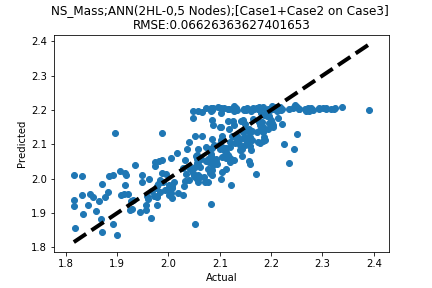 NS_Mass;ANN(2HL-0,5 Nodes);[Case1+Case2 on Case3]
RMSE:0.06626363627401653
2.4
2.3
2.2
2.1
2.0
1.9
1.8
Predicted
1.8 1.9 2.0 2.1 2.2 2.3 2.4
Actual